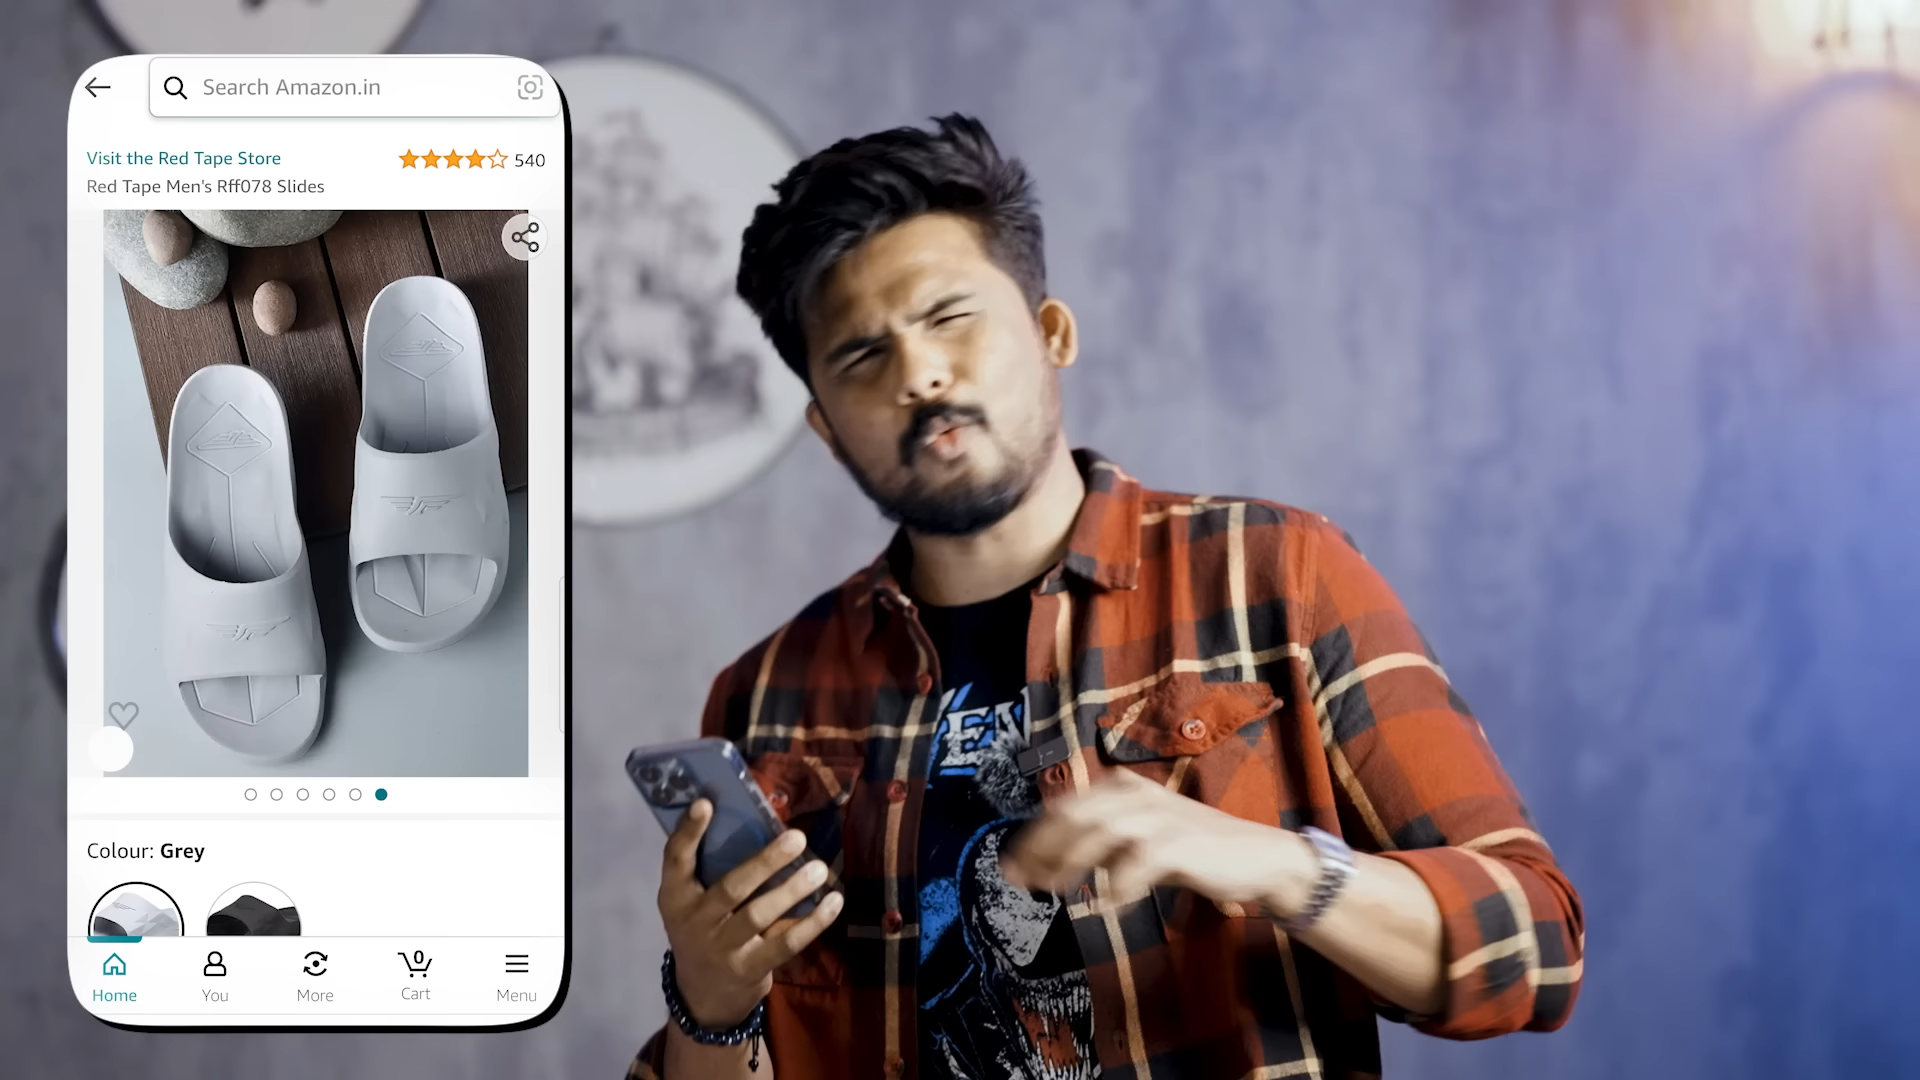 Search Amazon.in
Visit the Red Tape Store
540
Red Tape Men's Rff078 Slides
Colour: Grey
0
Home
You
More
Cart
Menu